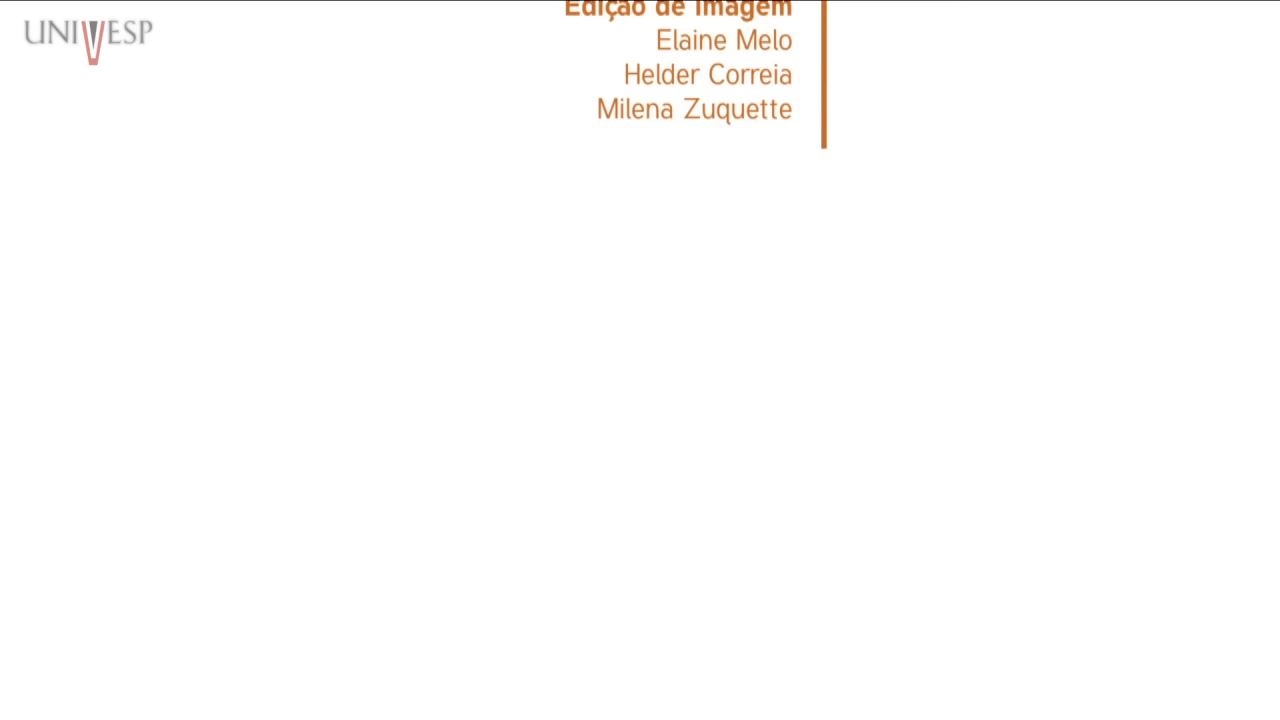 UNIVESP
Edição de Imagem
Elaine Melo
Helder Correia
Milena Zuquette